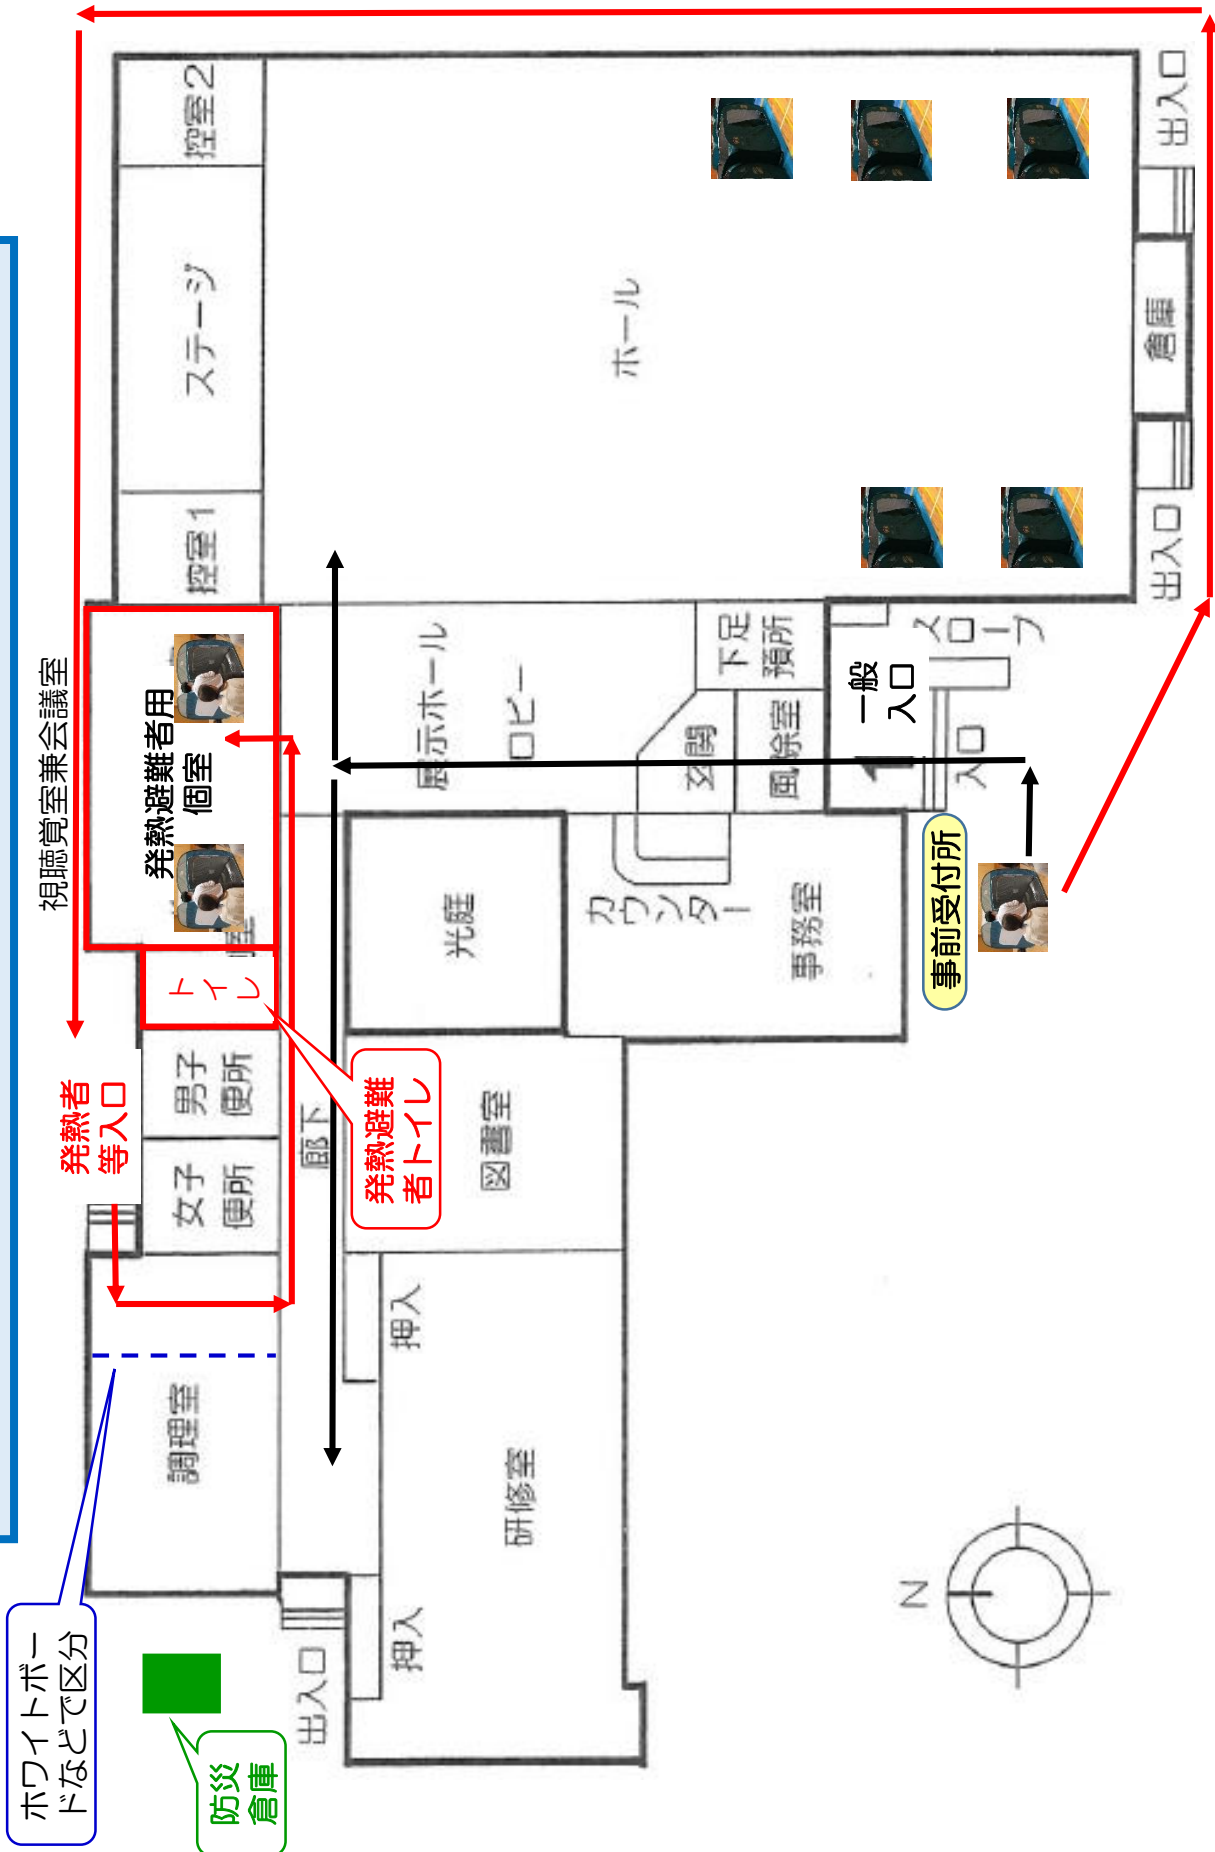 視聴覚室兼会議室
控室2
ステージ
控室1
ホール
出入口
倉庫
出入口
発熱避難者用
個室
トイレ
発熱者
等入口
男子
便所
女子
便所
廊下
発熱避難
者トイレ
展示ホール
ロビー
下足
預所
玄関
風除室
一般
入口
スロープ
入口
事前受付所
光庭
カウンター
事務室
図書室
調理室
押入
研修室
押入
出入口
ホワイトボー
ドなどで区分
防災
倉庫
N